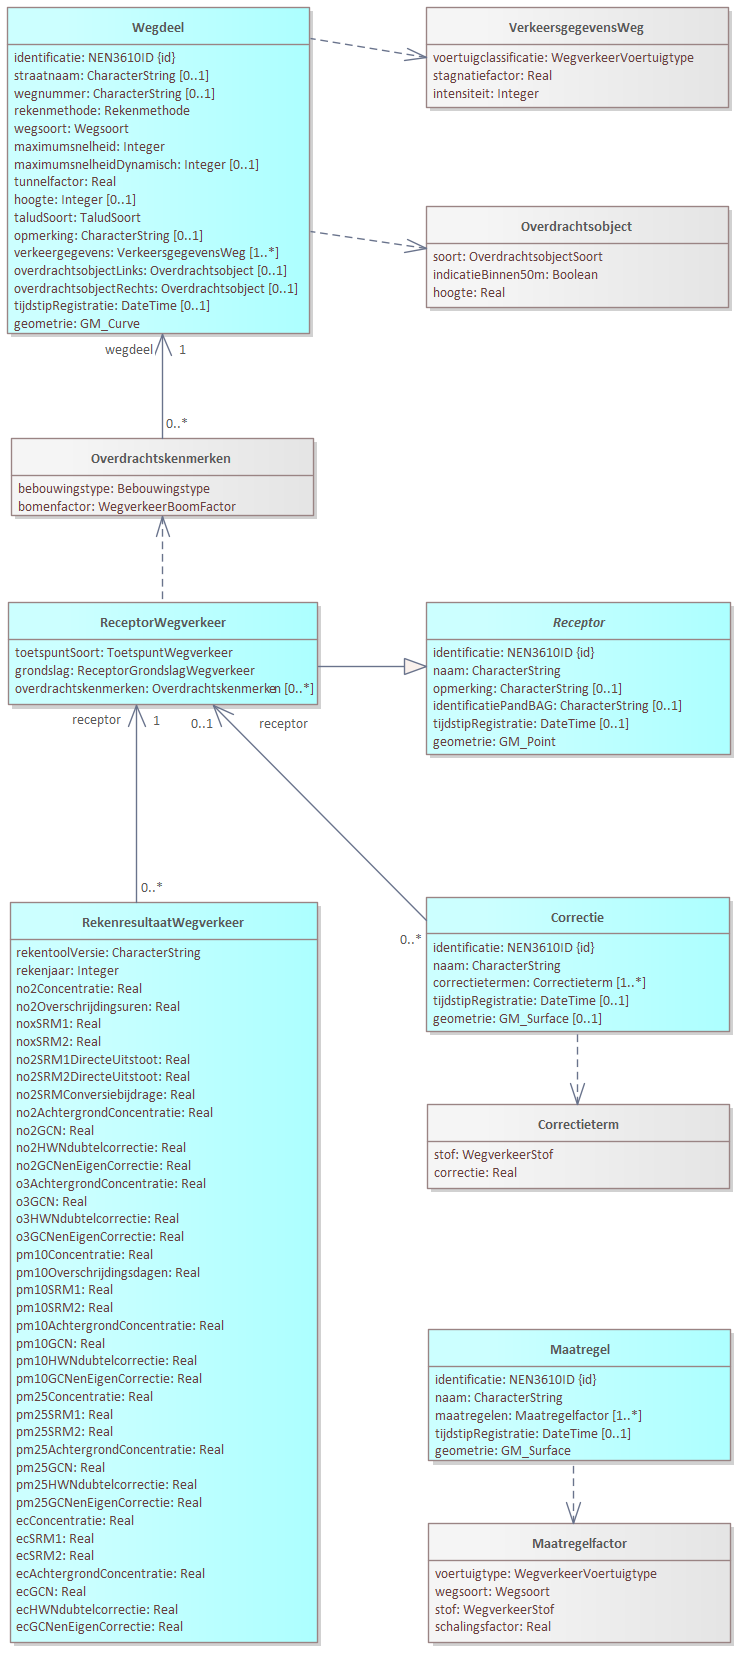 Wegdeel
identificatie: NEN3610ID {id}
straatnaam: CharacterString [0..1]
wegnummer: CharacterString [0..1]
rekenmethode: Rekenmethode
wegsoort: Wegsoort
maximumsnelheid: Integer
maximumsnelheidDynamisch: Integer [0..1]
tunnelfactor: Real
hoogte: Integer [0..1]
taludSoort: TaludSoort
opmerking: CharacterString [0..1]
verkeergegevens: VerkeersgegevensWeg [1..*]
overdrachtsobjectLinks: Overdrachtsobject [0..1]
overdrachtsobjectRechts: Overdrachtsobject [0..1]
tijdstipRegistratie: DateTime [0..1]
geometrie: GM_Curve
VerkeersgegevensWeg
voertuigclassificatie: WegverkeerVoertuigtype
stagnatiefactor: Real
intensiteit: Integer
Overdrachtsobject
soort: OverdrachtsobjectSoort
indicatieBinnen50m: Boolean
hoogte: Real
wegdeel 1
0..*
Overdrachtskenmerken
bebouwingstype: Bebouwingstype
bomenfactor: WegverkeerBoomFactor
ReceptorWegverkeer
toetspuntSoort: ToetspuntWegverkeer
grondslag: ReceptorGrondslagWegverkeer
overdrachtskenmerken: Overdrachtskenmerken [0..*]
Receptor
identificatie: NEN3610ID {id}
naam: CharacterString
opmerking: CharacterString [0..1]
identificatiePandBAG: CharacterString [0..1]
tijdstipRegistratie: DateTime [0..1]
geometrie: GM_Point
receptor 1
0..1 receptor
0..*
0..*
RekenresultaatWegverkeer
rekentoolVersie: CharacterString
rekenjaar: Integer
no2Concentratie: Real
no2Overschrijdingsuren: Real
noxSRM1: Real
noxSRM2: Real
no2SRM1DirecteUitstoot: Real
no2SRM2DirecteUitstoot: Real
no2SRMConversiebijdrage: Real
no2AchtergrondConcentratie: Real
no2GCN: Real
no2HWNdubtelcorrectie: Real
no2GCNenEigenCorrectie: Real
o3AchtergrondConcentratie: Real
o3GCN: Real
o3HWNdubtelcorrectie: Real
o3GCNenEigenCorrectie: Real
pm10Concentratie: Real
pm10Overschrijdingsdagen: Real
pm10SRM1: Real
pm10SRM2: Real
pm10AchtergrondConcentratie: Real
pm10GCN: Real
pm10HWNdubtelcorrectie: Real
pm10GCNenEigenCorrectie: Real
pm25Concentratie: Real
pm25SRM1: Real
pm25SRM2: Real
pm25AchtergrondConcentratie: Real
pm25GCN: Real
pm25HWNdubtelcorrectie: Real
pm25GCNenEigenCorrectie: Real
ecConcentratie: Real
ecSRM1: Real
ecSRM2: Real
ecAchtergrondConcentratie: Real
ecGCN: Real
ecHWNdubtelcorrectie: Real
ecGCNenEigenCorrectie: Real
Correctie
identificatie: NEN3610ID {id}
naam: CharacterString
correctietermen: Correctieterm [1..*]
tijdstipRegistratie: DateTime [0..1]
geometrie: GM_Surface [0..1]
Correctieterm
stof: WegverkeerStof
correctie: Real
Maatregel
identificatie: NEN3610ID {id}
naam: CharacterString
maatregelen: Maatregelfactor [1..*]
tijdstipRegistratie: DateTime [0..1]
geometrie: GM_Surface
Maatregelfactor
voertuigtype: WegverkeerVoertuigtype
wegsoort: Wegsoort
stof: WegverkeerStof
schalingsfactor: Real